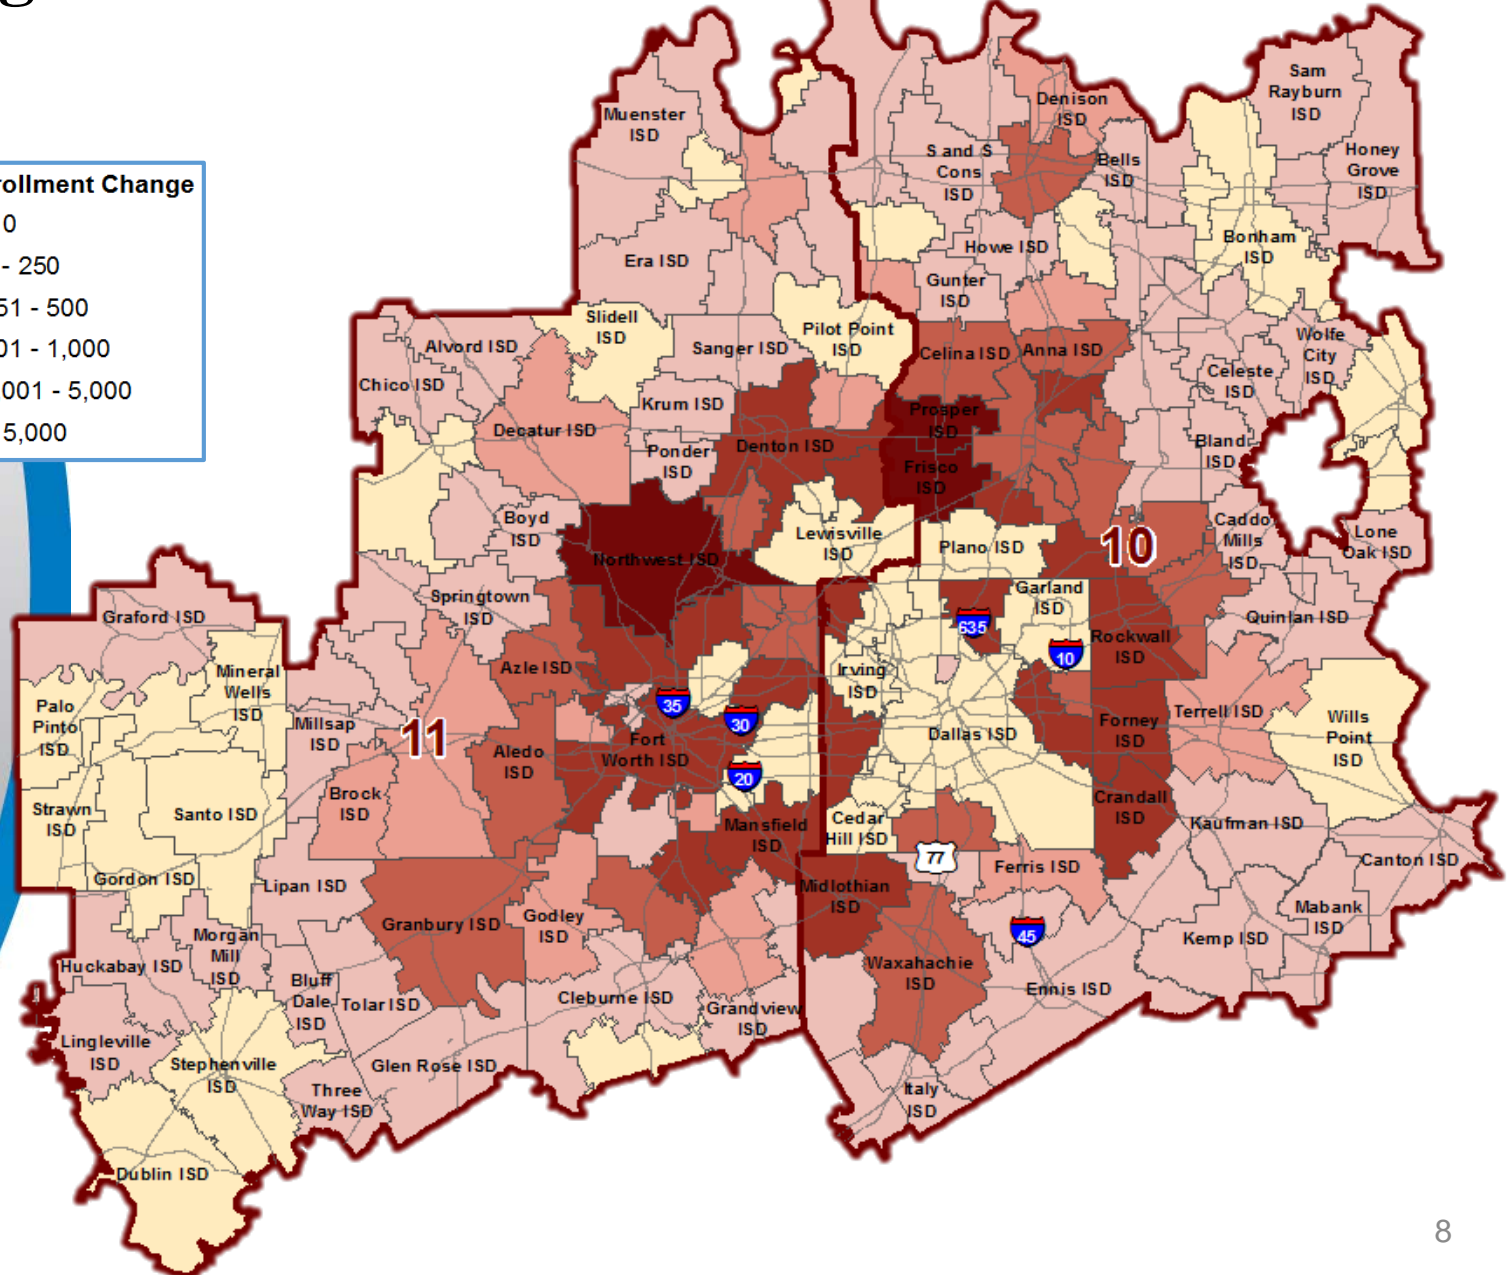 g
rollment Change
0
- 250
51 - 500
01 - 1,000
001 - 5,000
5,000
Sam
Rayburn
ISD
Denison
ISD
Muenster
ISD
S and S
Cons
ISD
Bells
ISD
Honey
Grove
ISD
Bonham
ISD
Howe ISD
Era ISD
Gunter
ISD
Slidell
ISD
Pilot Point
ISD
Alvord ISD
Sanger ISD
Celina ISD
Anna ISD
Wolfe
City
ISD
Celeste
ISD
Chico ISD
Krum ISD
Prosper
ISD
Decatur ISD
Ponder
ISD
Denton ISD
Bland
ISD
Frisco
ISD
Boyd
ISD
Lewisville
ISD
Plano ISD
10
Caddo
Mills
ISD
Lone
Oak ISD
Northwest ISD
Garland
ISD
Springtown
ISD
Graford ISD
635
Quinlan ISD
Rockwall
ISD
10
Azle ISD
Irving
ISD
Mineral
Wells
ISD
Palo
Pinto
ISD
35
30
Millsap
ISD
11
Terrell ISD
Forney
ISD
Wills
Point
ISD
Dallas ISD
Fort
Worth ISD
Aledo
ISD
20
Brock
ISD
Crandall
ISD
Strawn
ISD
Santo ISD
Mansfield
ISD
Cedar
Hill ISD
Kaufman ISD
77
Ferris ISD
Canton ISD
Gordon ISD
Lipan ISD
Midlothian
ISD
Mabank
ISD
Granbury ISD
Godley
ISD
45
Kemp ISD
Morgan
Mill
ISD
Huckabay ISD
Waxahachie
ISD
Bluff
Dale
ISD
Tolar ISD
Cleburne ISD
Ennis ISD
Grandview
ISD
Lingleville
ISD
Stephenville
ISD
Glen Rose ISD
Three
Way ISD
Italy
ISD
Dublin ISD
8